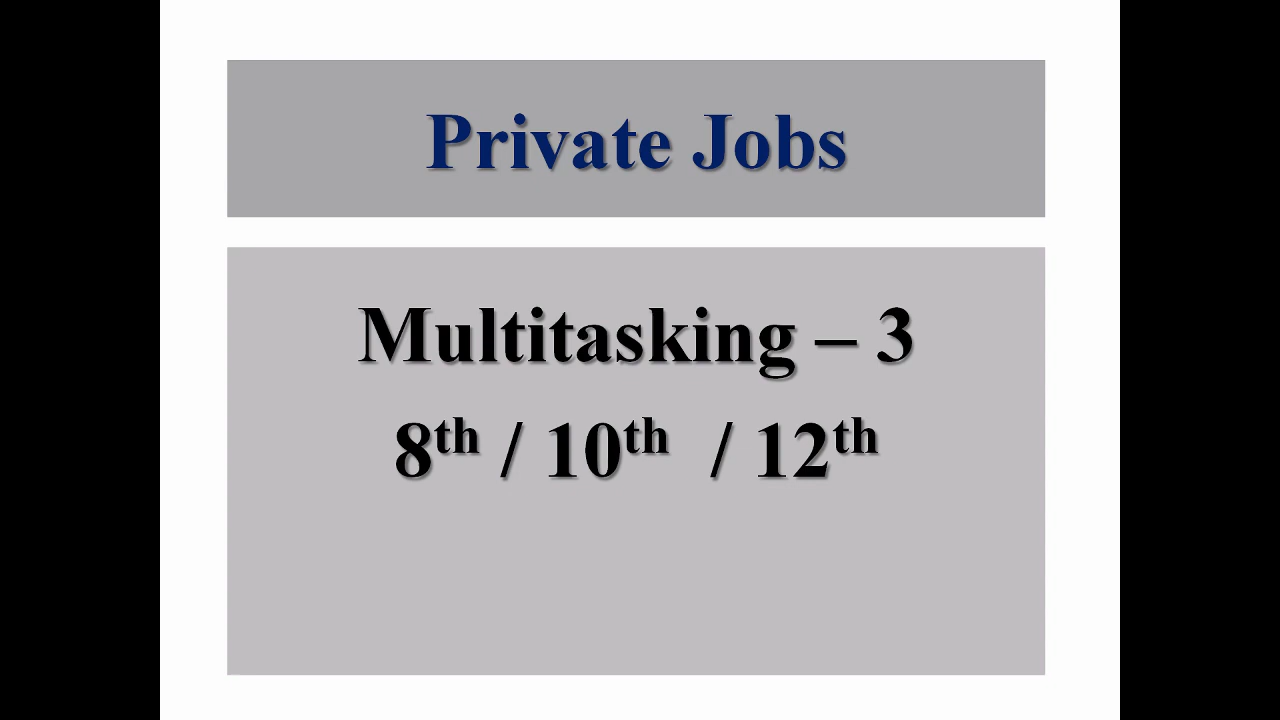 Private Jobs
Multitasking – 3
8th / 10th / 12th